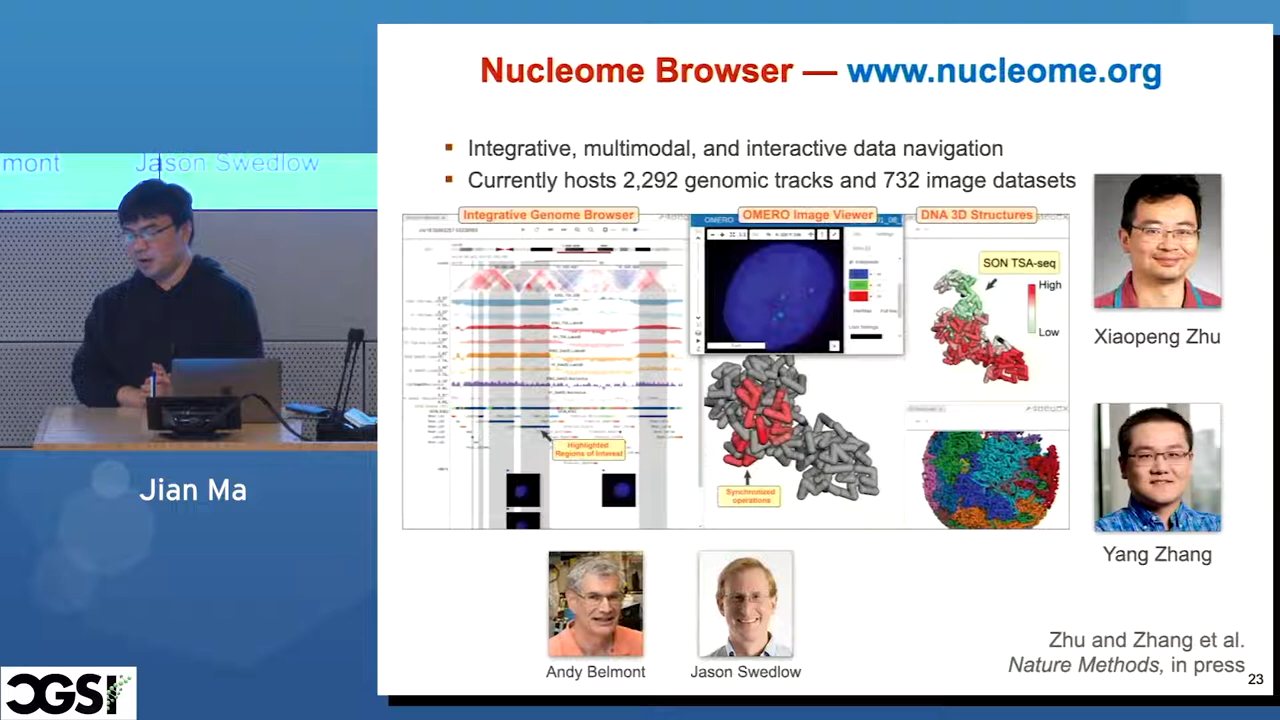 Nucleome Browser — www.nucleome.org
Integrative, multimodal, and interactive data navigation
Currently hosts 2,292 genomic tracks and 732 image datasets
mont Jason Swedlow
Integrative Genome Browser
OMERO Image Viewer
DNA 3D Structures
OMERO
SON TSA-seq
High
Low
Highlighted
Regions of Interest
Synchronized
operations
Xiaopeng Zhu
Yang Zhang
Andy Belmont
Jason Swedlow
Zhu and Zhang et al.
Nature Methods, in press
23
Jian Ma
CGSI